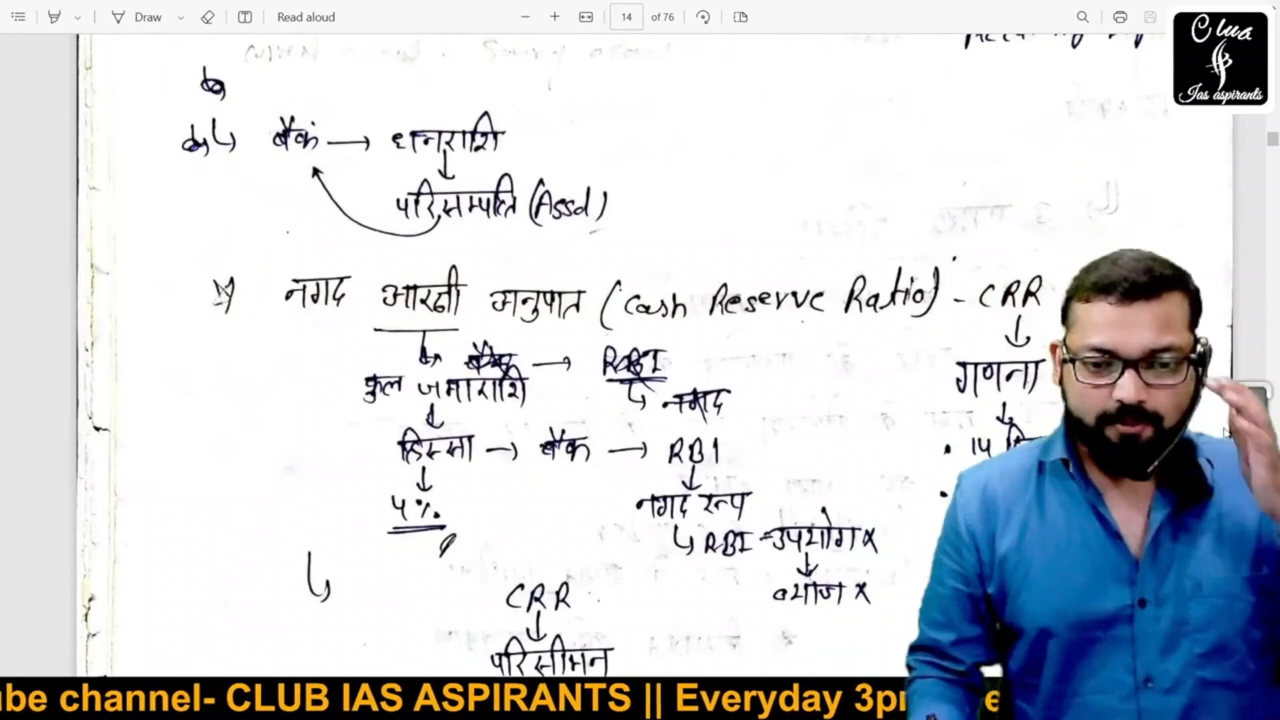 Draw
Read aloud
14 of 76
Club
Ias aspirants
बैंक → धनराशि
परिसम्पत्ति (Assd)
नगद आरक्षी अनुपात (Cash Reserve Ratio) - CRR
बैंक → RBI
गणना
कुल जमाराशि
नगद
हिस्सा → बैंक → RBI
14
4%.
नगद रूप
RBI उपयोग x
CRR
ब्याज x
परिसीमन
be channel- CLUB IAS ASPIRANTS || Everyday 3p